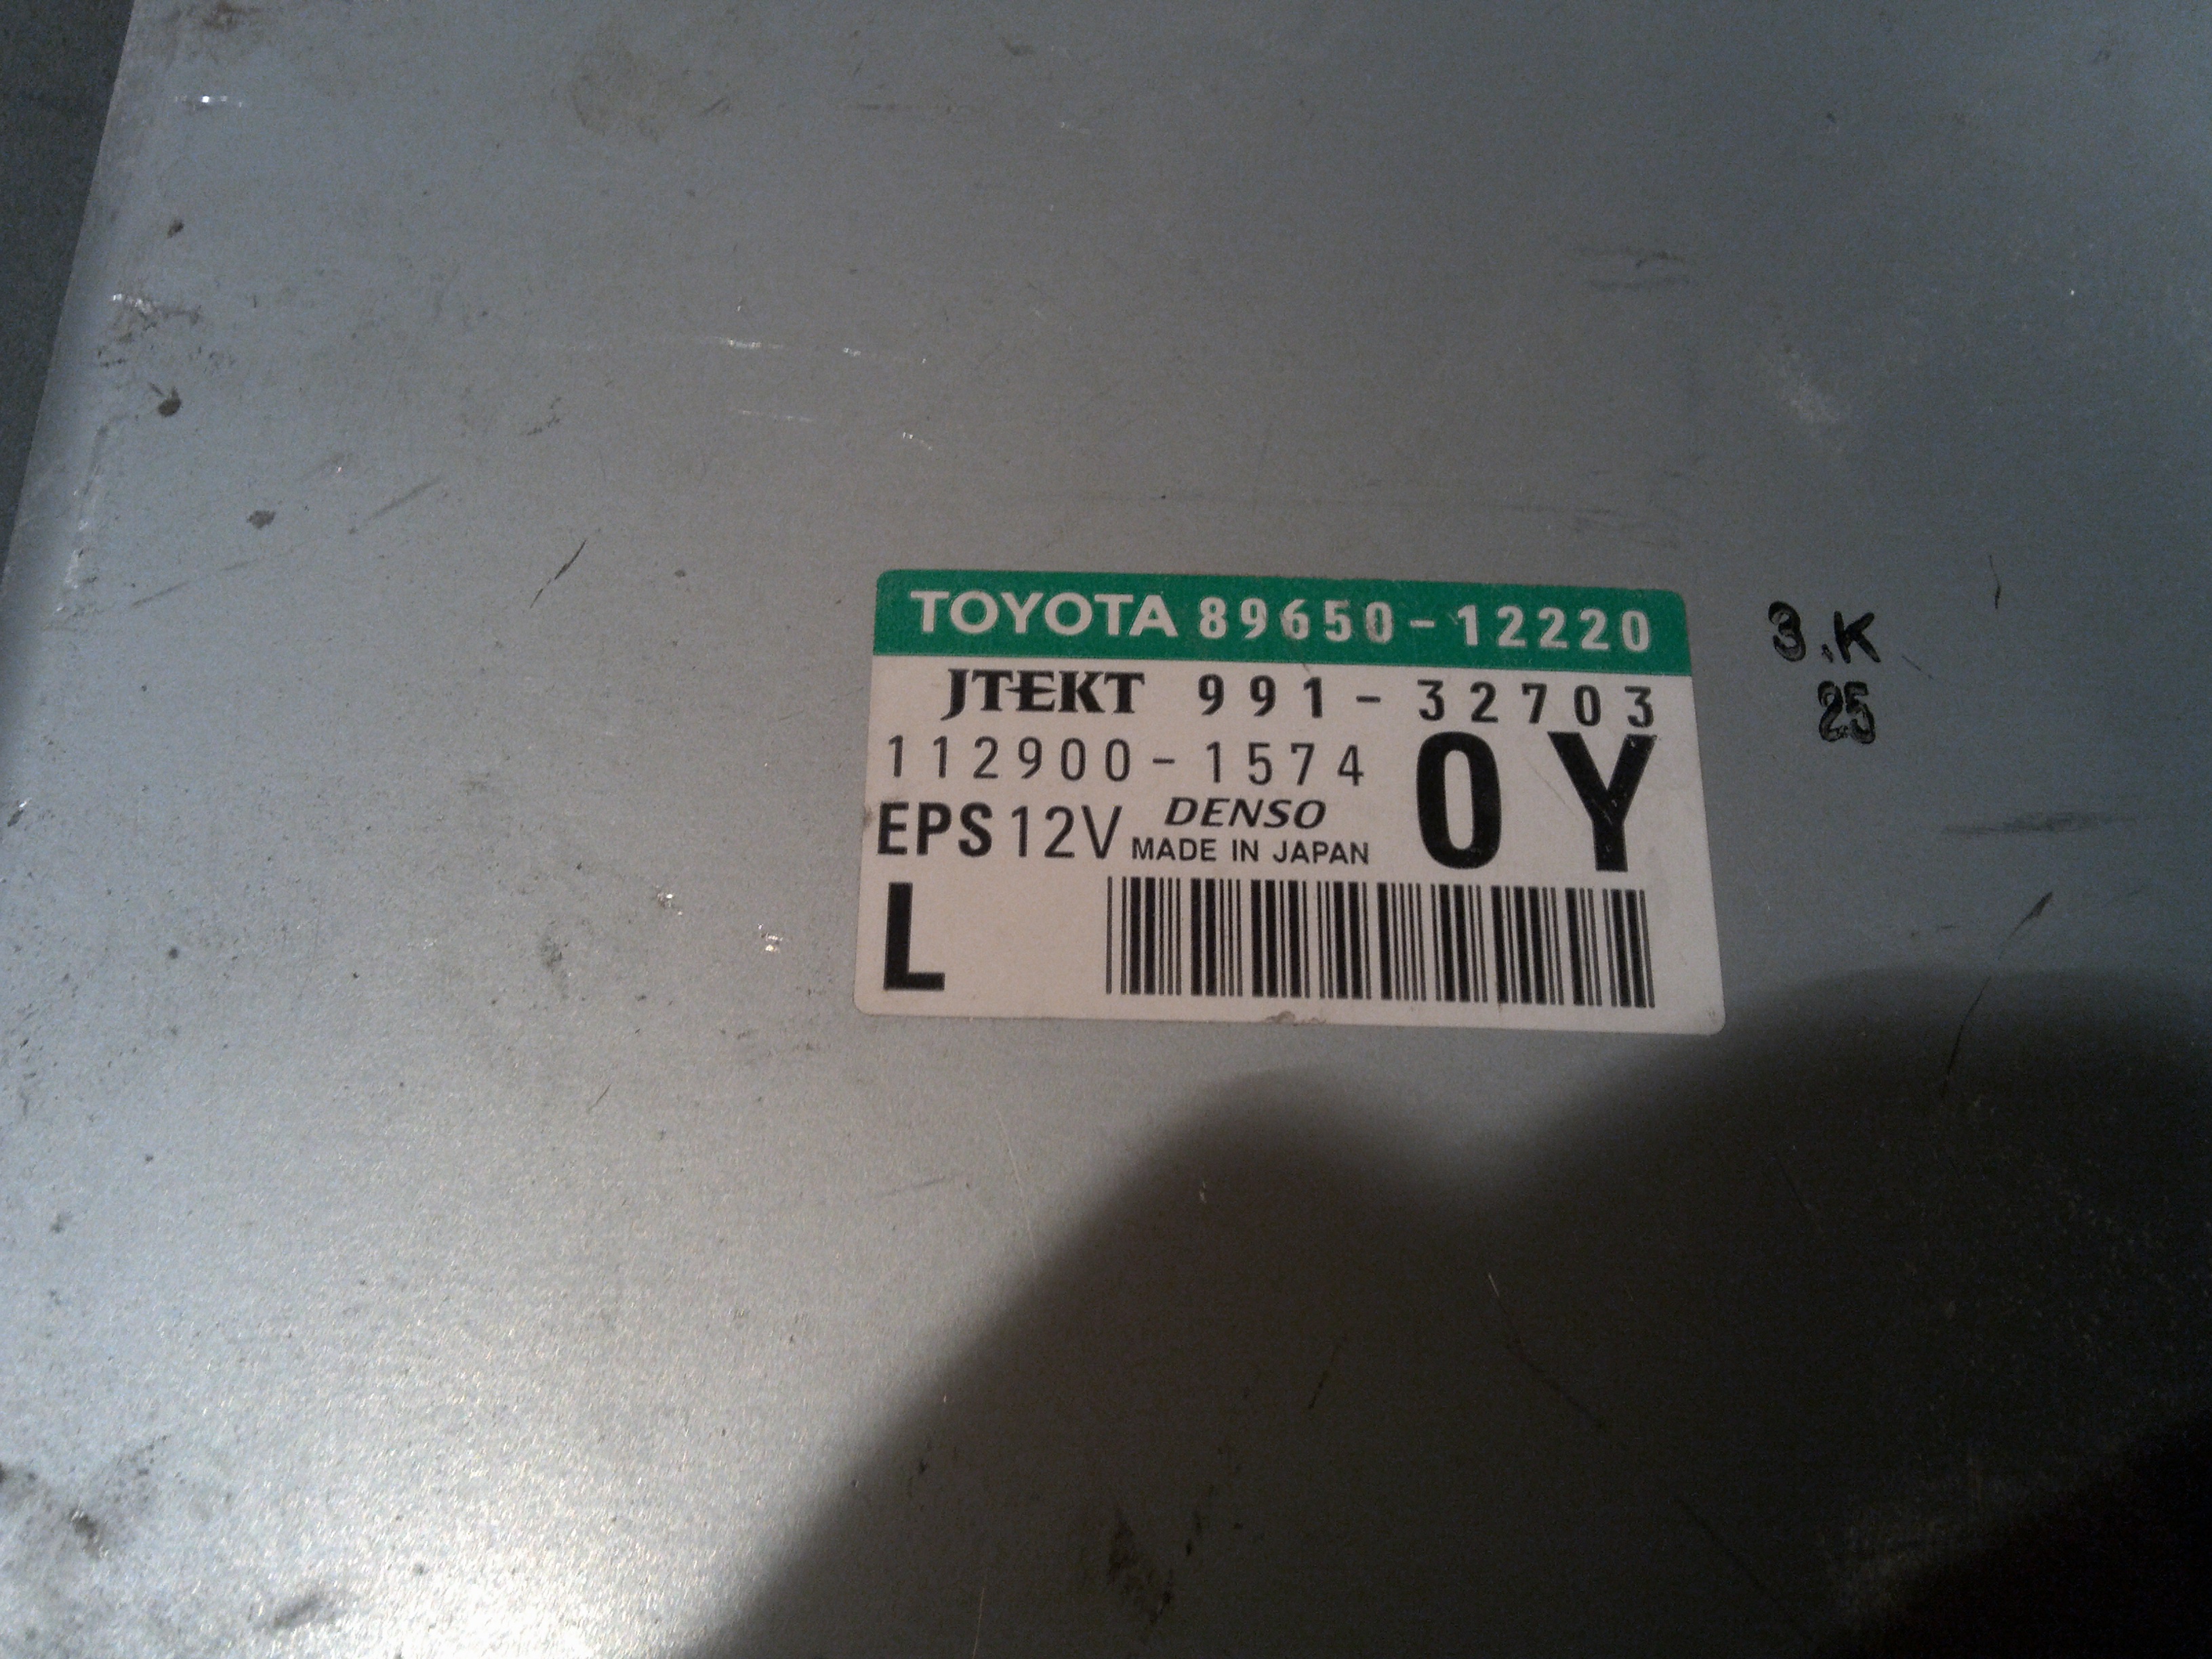 TOYOTA 89650-12220
JTEKT 991-32703
112900-1574
0Y
EPS 12V DENSO
MADE IN JAPAN
L
3.K
25